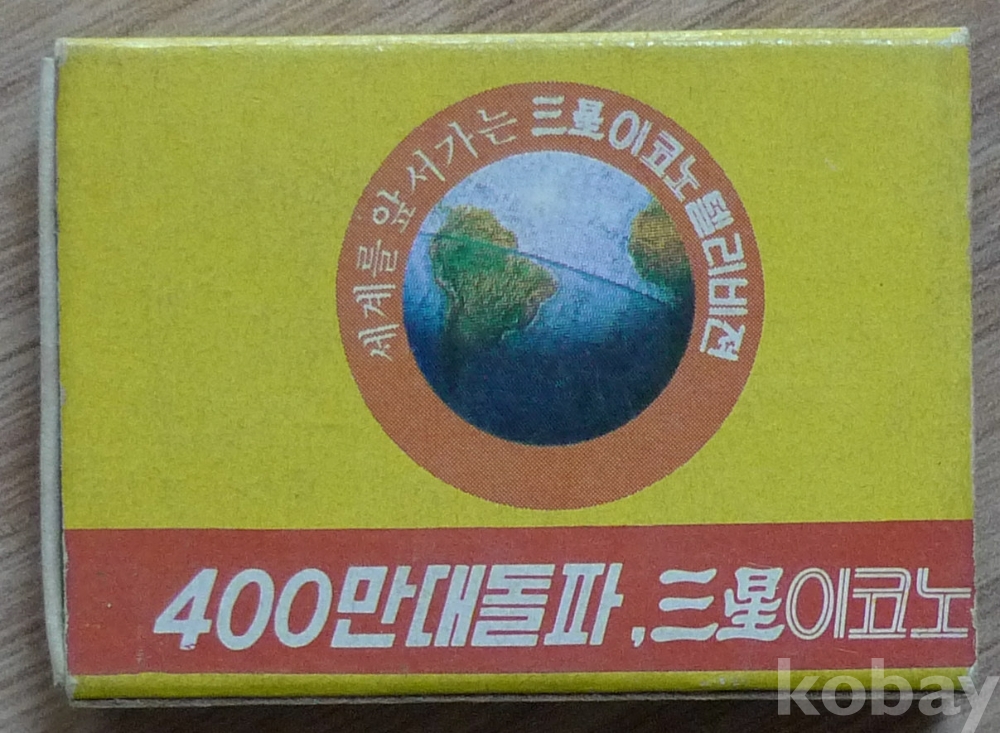 세계를 앞서가는 三星이코노텔리비전
400만대돌파, 三星이코노
kobay